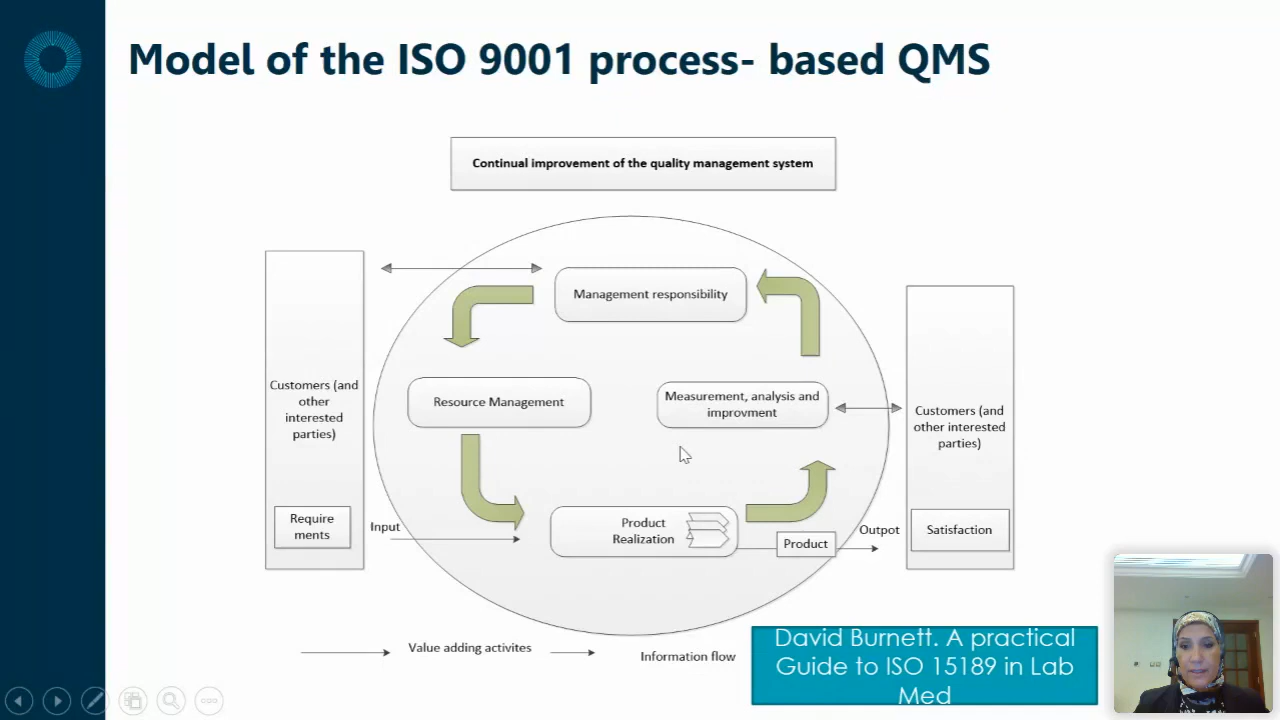 Model of the ISO 9001 process- based QMS
Continual improvement of the quality management system
Management responsibility
Customers (and
other
interested
parties)
Resource Management
Measurement, analysis and
improvment
Customers (and
other interested
parties)
Require
ments
Input
Product
Realization
Product
Outpot
Satisfaction
Value adding activites
Information flow
David Burnett. A practical
Guide to ISO 15189 in Lab
Med